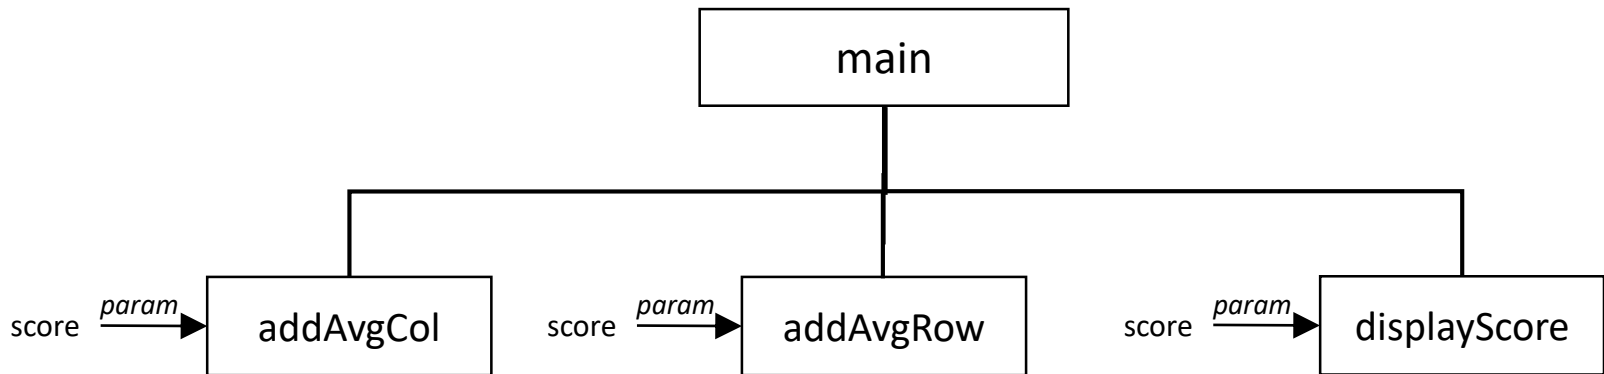 main
score param addAvgCol
score param addAvgRow
score param displayScore